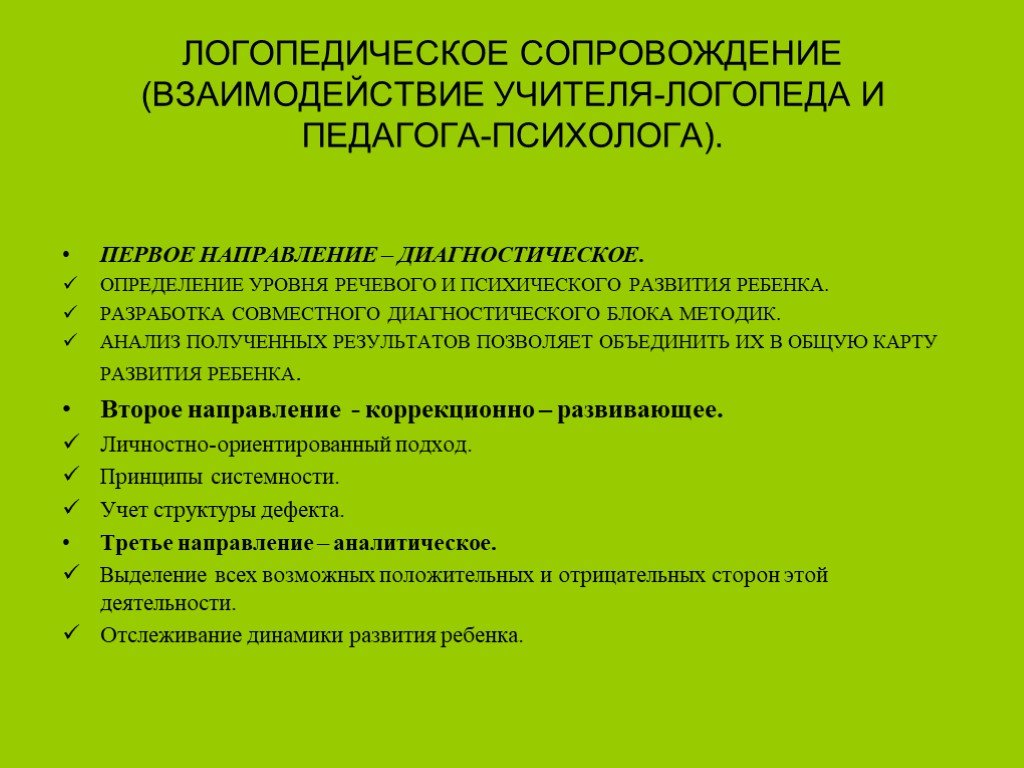 ЛОГОПЕДИЧЕСКОЕ СОПРОВОЖДЕНИЕ
(ВЗАИМОДЕЙСТВИЕ УЧИТЕЛЯ-ЛОГОПЕДА И
ПЕДАГОГА-ПСИХОЛОГА).
• ПЕРВОЕ НАПРАВЛЕНИЕ – ДИАГНОСТИЧЕСКОЕ.
✓ ОПРЕДЕЛЕНИЕ УРОВНЯ РЕЧЕВОГО И ПСИХИЧЕСКОГО РАЗВИТИЯ РЕБЕНКА.
✓ РАЗРАБОТКА СОВМЕСТНОГО ДИАГНОСТИЧЕСКОГО БЛОКА МЕТОДИК.
✓ АНАЛИЗ ПОЛУЧЕННЫХ РЕЗУЛЬТАТОВ ПОЗВОЛЯЕТ ОБЪЕДИНИТЬ ИХ В ОБЩУЮ КАРТУ
РАЗВИТИЯ РЕБЕНКА.
• Второе направление - коррекционно – развивающее.
✓ Личностно-ориентированный подход.
✓ Принципы системности.
✓ Учет структуры дефекта.
• Третье направление – аналитическое.
✓ Выделение всех возможных положительных и отрицательных сторон этой
деятельности.
✓ Отслеживание динамики развития ребенка.